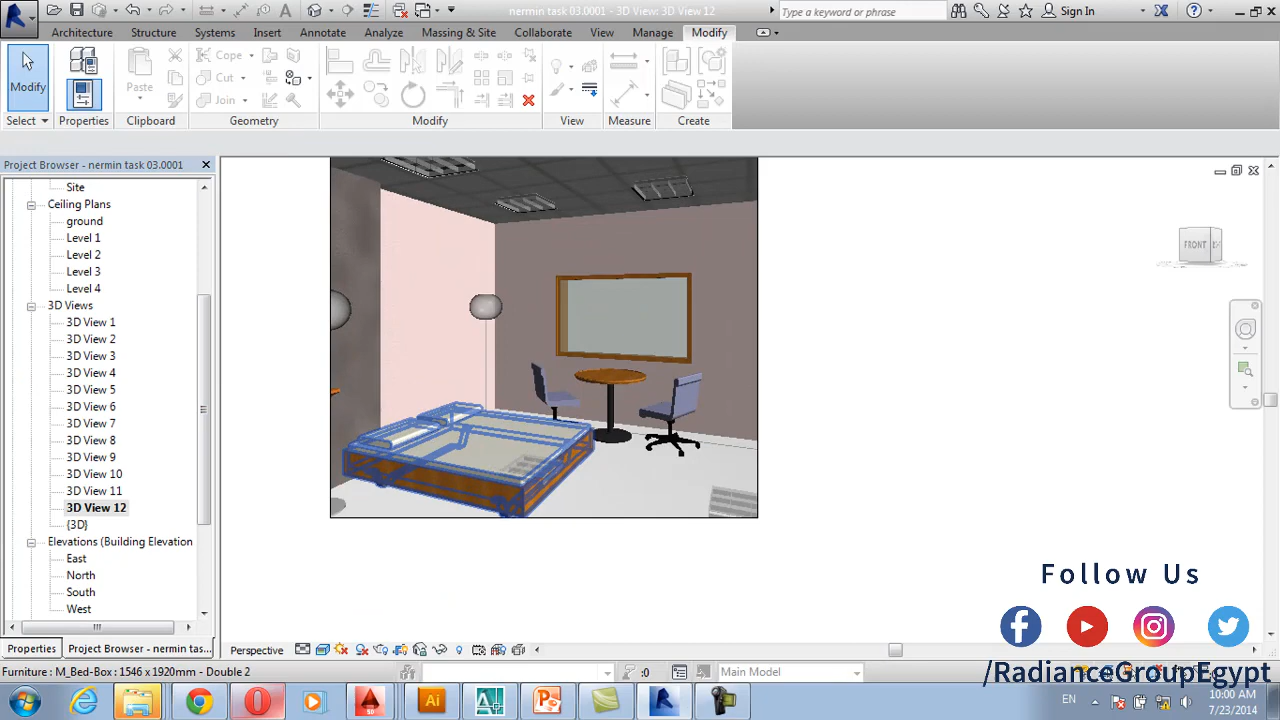 nermin task 03.0001 - 3D View: 3D View 12
Type a keyword or phrase
Sign In
Architecture
Structure
Systems
Insert
Annotate
Analyze
Massing & Site
Collaborate
View
Manage
Modify
Modify
Cope
Cut
Join
Paste
Select
Properties
Clipboard
Geometry
Modify
View
Measure
Create
Project Browser - nermin task 03.0001
Site
Ceiling Plans
ground
Level 1
Level 2
Level 3
Level 4
3D Views
3D View 1
3D View 2
3D View 3
3D View 4
3D View 5
3D View 6
3D View 7
3D View 8
3D View 9
3D View 10
3D View 11
3D View 12
{3D}
Elevations (Building Elevation
East
North
South
West
FRONT
Properties
Project Browser - nermin tas...
Perspective
Furniture : M_Bed-Box : 1546 x 1920mm - Double 2
:0
Main Model
Follow Us
/RadianceGroupEgypt
Ai
EN
10:00 AM
7/23/2014